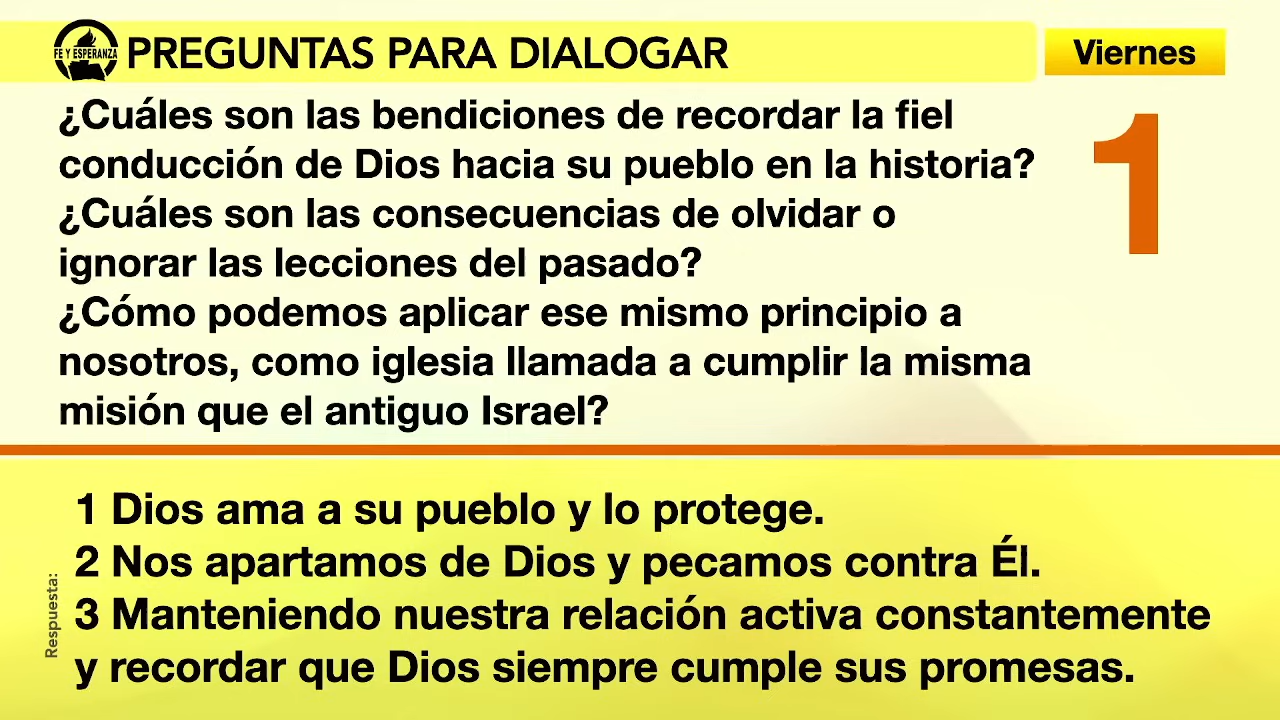 FE Y ESPERANZA
PREGUNTAS PARA DIALOGAR
Viernes
¿Cuáles son las bendiciones de recordar la fiel
conducción de Dios hacia su pueblo en la historia?
¿Cuáles son las consecuencias de olvidar o
ignorar las lecciones del pasado?
¿Cómo podemos aplicar ese mismo principio a
nosotros, como iglesia llamada a cumplir la misma
misión que el antiguo Israel?
1
Respuesta:
1 Dios ama a su pueblo y lo protege.
2 Nos apartamos de Dios y pecamos contra Él.
3 Manteniendo nuestra relación activa constantemente
y recordar que Dios siempre cumple sus promesas.